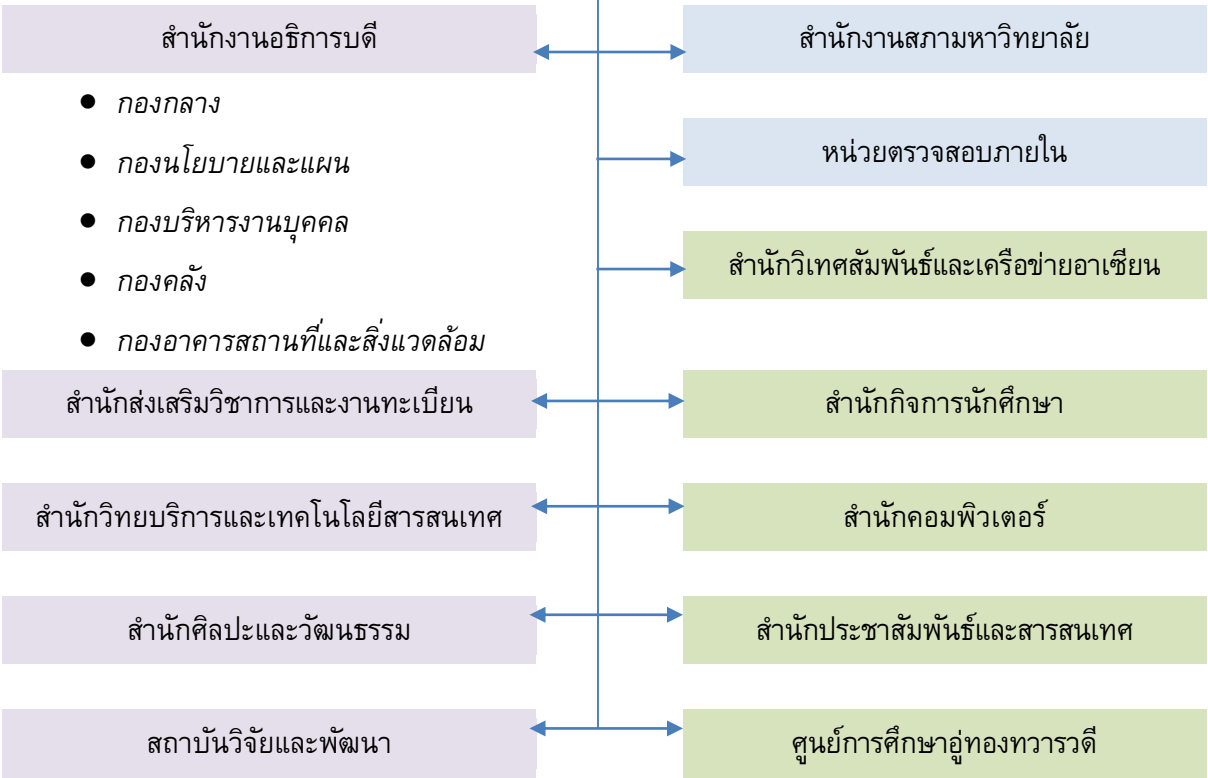 สำนักงานอธิการบดี
สำนักงานสภามหาวิทยาลัย
● กองกลาง
● กองนโยบายและแผน
● กองบริหารงานบุคคล
● กองคลัง
● กองอาคารสถานที่และสิ่งแวดล้อม
หน่วยตรวจสอบภายใน
สำนักวิเทศสัมพันธ์และเครือข่ายอาเซียน
สำนักส่งเสริมวิชาการและงานทะเบียน
สำนักกิจการนักศึกษา
สำนักวิทยบริการและเทคโนโลยีสารสนเทศ
สำนักคอมพิวเตอร์
สำนักศิลปะและวัฒนธรรม
สำนักประชาสัมพันธ์และสารสนเทศ
สถาบันวิจัยและพัฒนา
ศูนย์การศึกษาอู่ทองทวารวดี